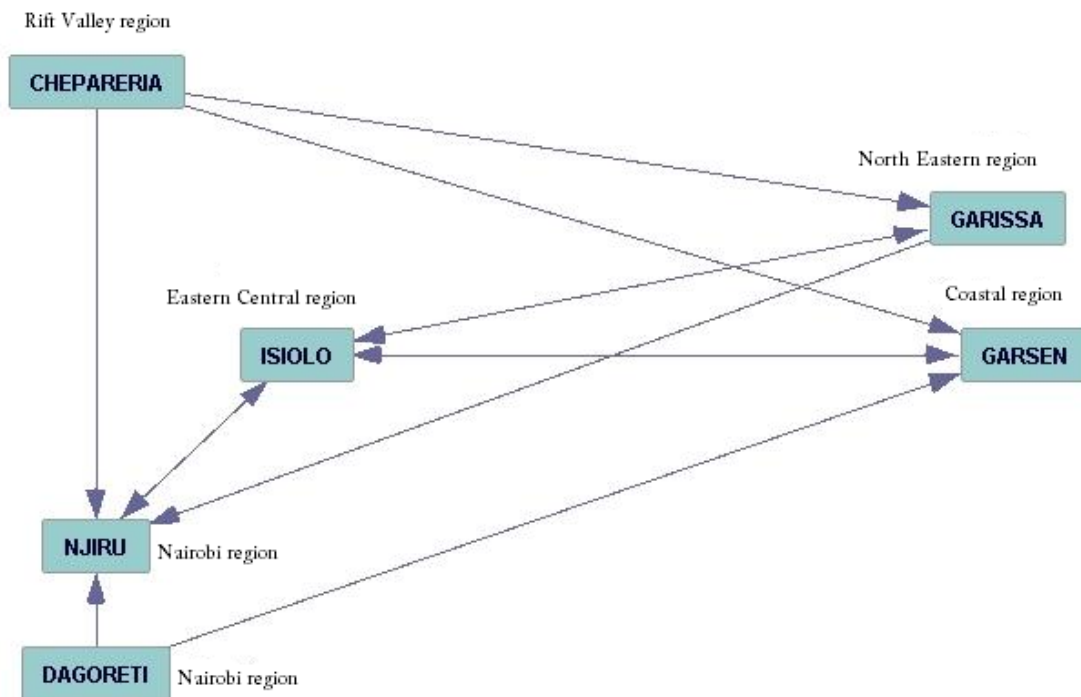 Rift Valley region
CHEPARERIA
North Eastern region
GARISSA
Eastern Central region
Coastal region
ISIOLO
GARSEN
NJIRU
Nairobi region
DAGORETI
Nairobi region